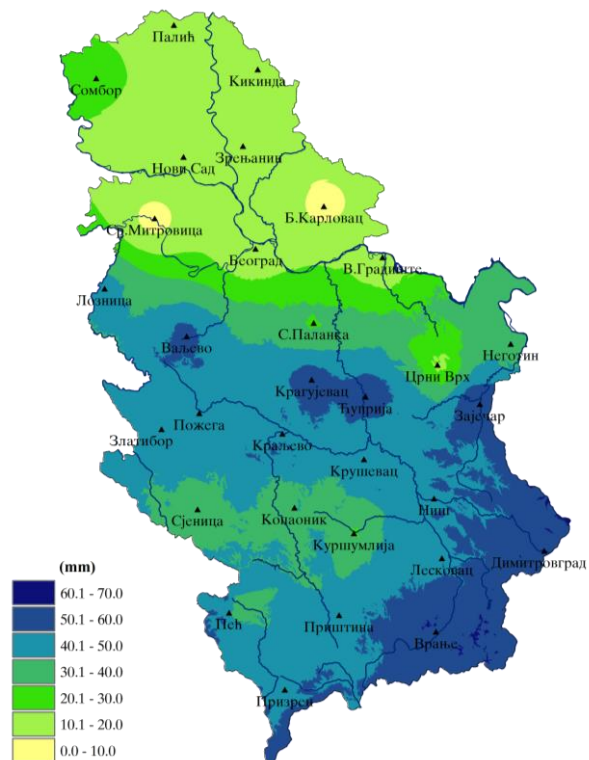 Палић
Сомбор
Кикинда
Зрењанин
Нови Сад
Б.Карловац
Ср.Митровица
Београд
В.Градиште
Лозница
С.Паланка
Ваљево
Неготин
Црни Врх
Крагујевац
Ћуприја
Зајечар
Пожега
Златибор
Краљево
Крушевац
Ниш
Сјеница
Копаоник
Куршумлија
Димитровград
Лесковац
(mm)
60.1 - 70.0
50.1 - 60.0
40.1 - 50.0
30.1 - 40.0
20.1 - 30.0
10.1 - 20.0
0.0 - 10.0
Пећ
Приштина
Врање
Призрен